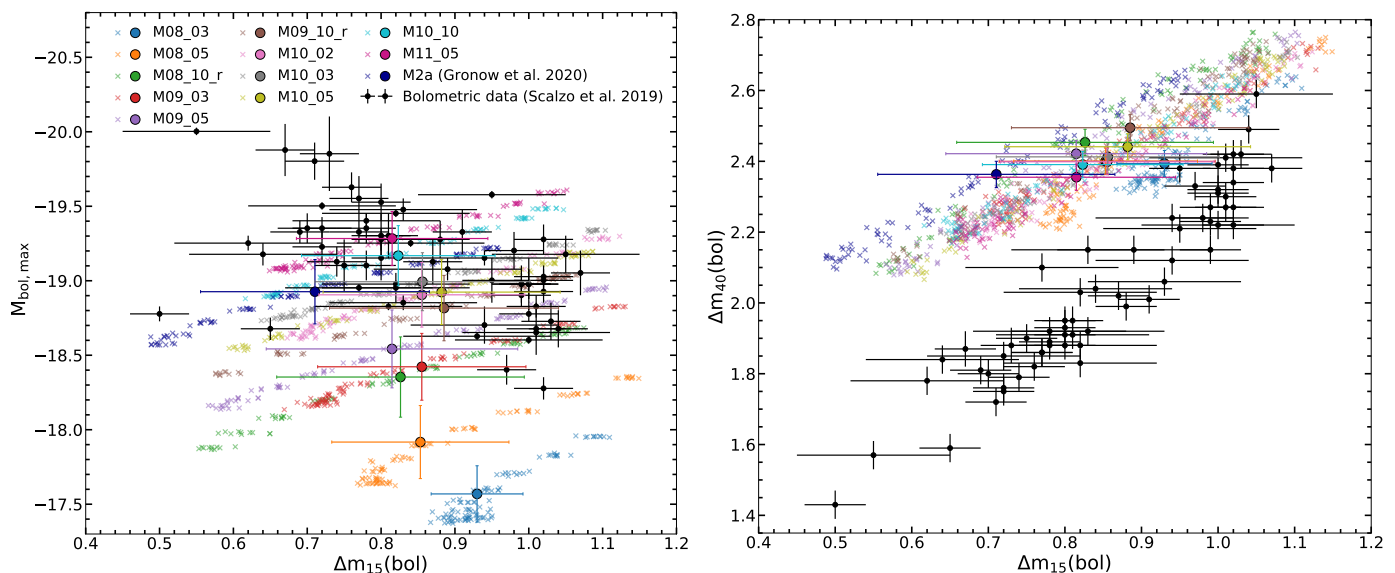 M08_03
M08_05
M08_10_r
M09_03
M09_05
M09_10_r
M10_02
M10_03
M10_05
M10_10
M11_05
M2a (Gronow et al. 2020)
Bolometric data (Scalzo et al. 2019)
−20.5
−20.0
−19.5
−19.0
−18.5
−18.0
−17.5
M_bol,max
0.4 0.5 0.6 0.7 0.8 0.9 1.0 1.1 1.2
Δm₁₅(bol)
2.8
2.6
2.4
2.2
2.0
1.8
1.6
1.4
Δm₄₀(bol)
0.4 0.5 0.6 0.7 0.8 0.9 1.0 1.1 1.2
Δm₁₅(bol)